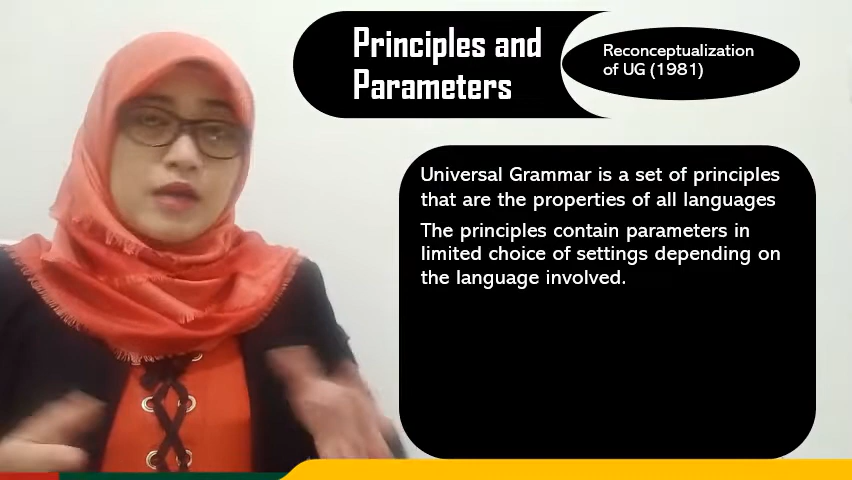 Principles and
Parameters
Reconceptualization
of UG (1981)
Universal Grammar is a set of principles
that are the properties of all languages
The principles contain parameters in
limited choice of settings depending on
the language involved.